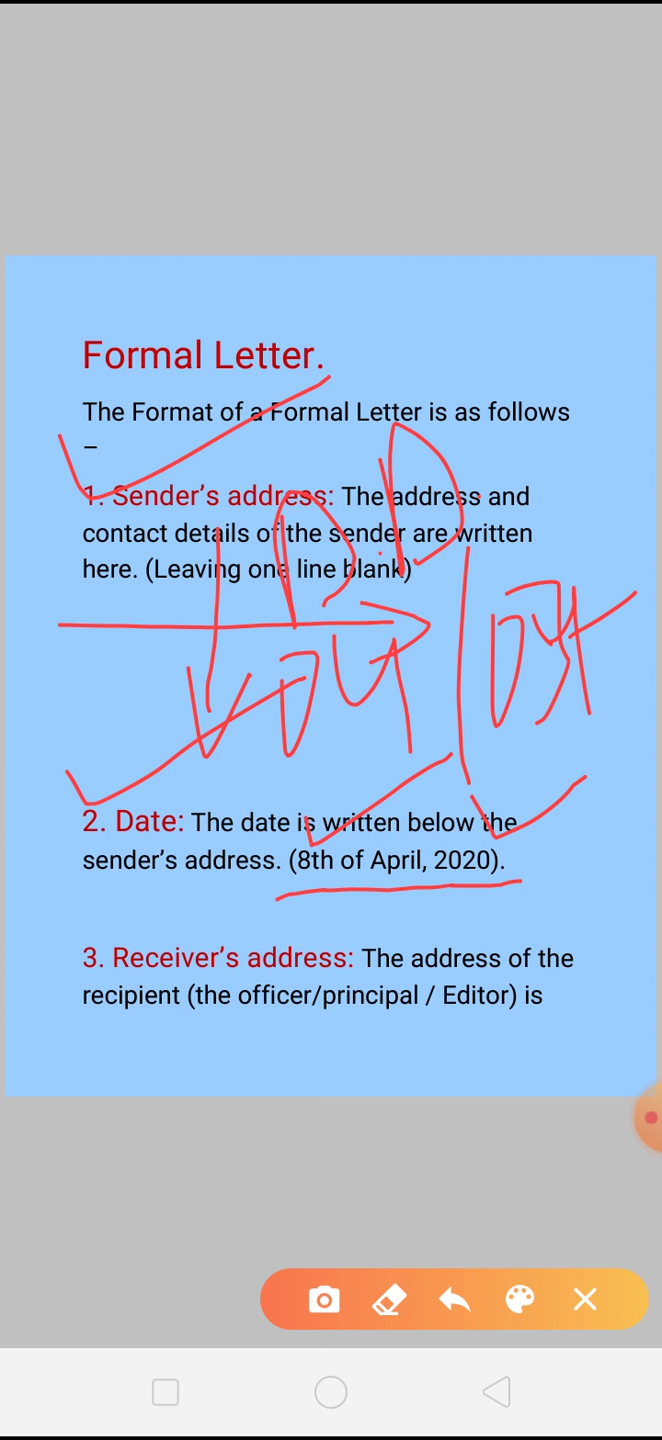 Formal Letter.
The Format of a Formal Letter is as follows
–
1. Sender’s address: The address and
contact details of the sender are written
here. (Leaving one line blank)
2. Date: The date is written below the
sender’s address. (8th of April, 2020).
3. Receiver’s address: The address of the
recipient (the officer/principal / Editor) is